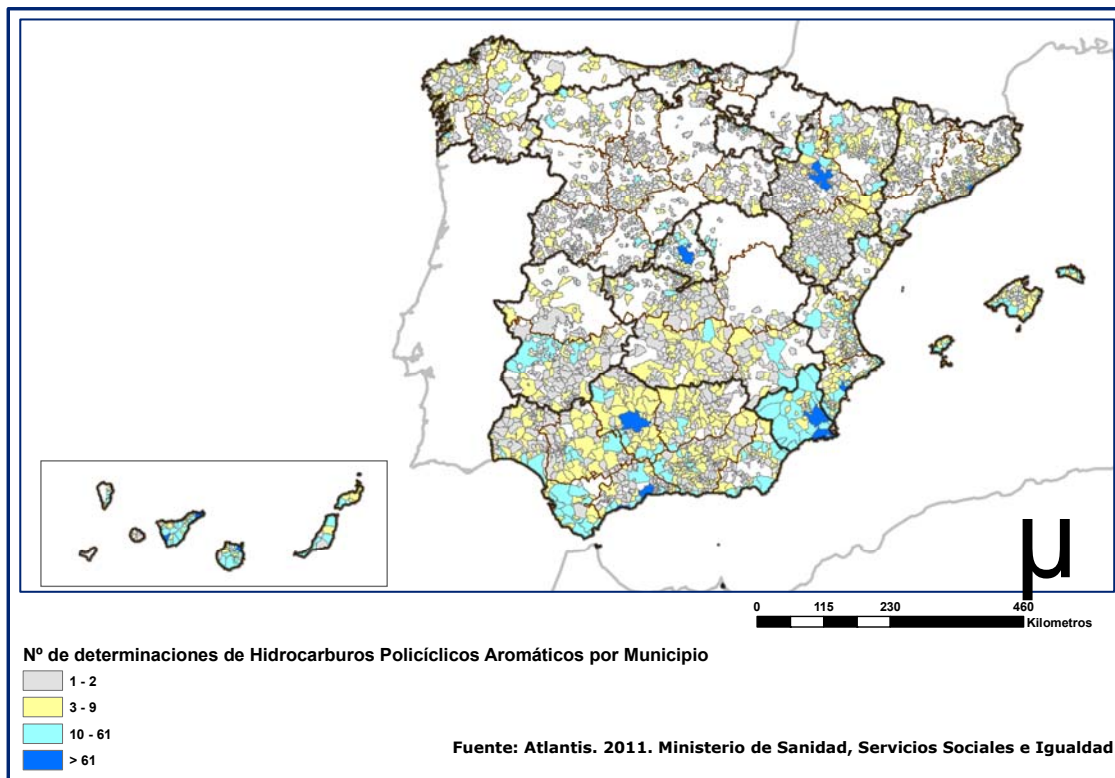 µ
0 115 230 460
Kilometros
Nº de determinaciones de Hidrocarburos Policíclicos Aromáticos por Municipio
1 - 2
3 - 9
10 - 61
> 61
Fuente: Atlantis. 2011. Ministerio de Sanidad, Servicios Sociales e Igualdad